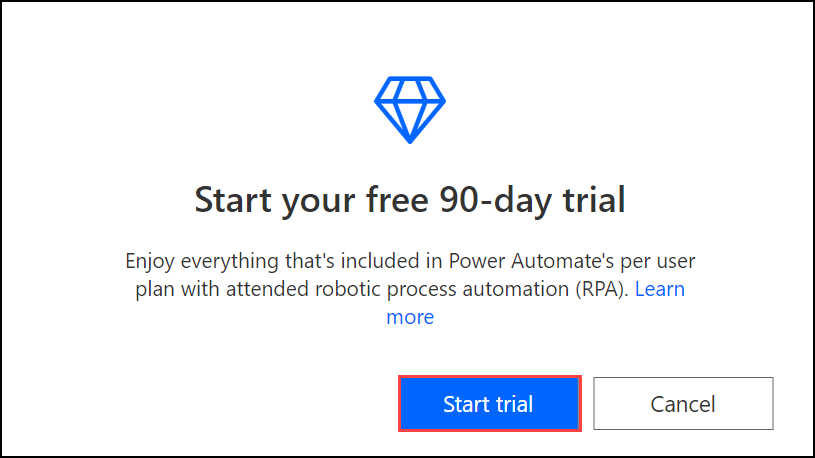 Start your free 90-day trial
Enjoy everything that's included in Power Automate's per user
plan with attended robotic process automation (RPA). Learn
more
Start trial
Cancel